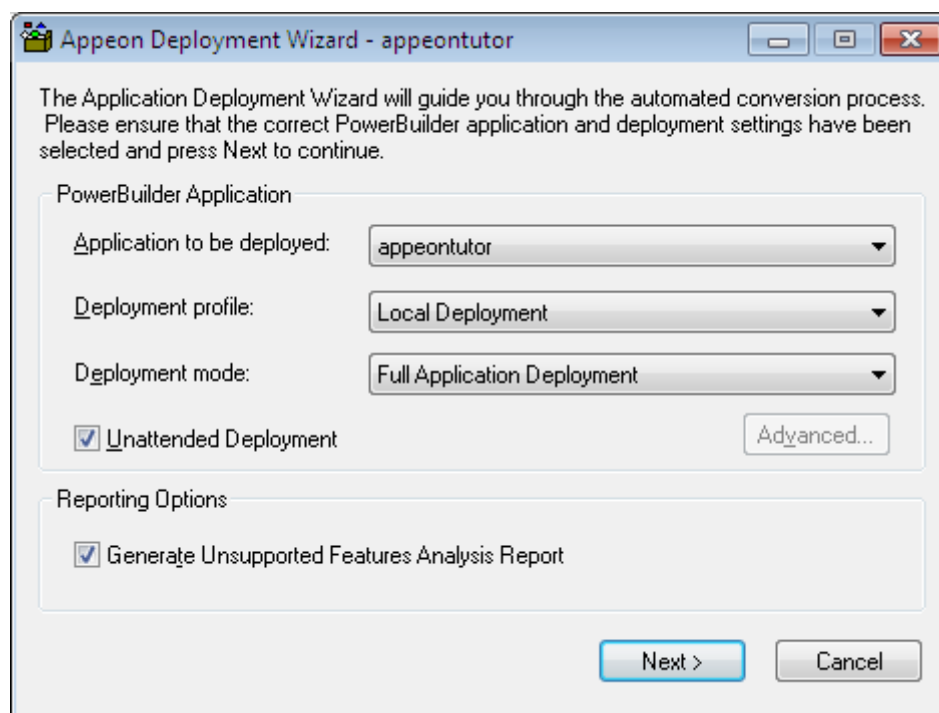 Appeon Deployment Wizard - appeontutor
The Application Deployment Wizard will guide you through the automated conversion process.
Please ensure that the correct PowerBuilder application and deployment settings have been
selected and press Next to continue.
PowerBuilder Application
Application to be deployed:
appeontutor
Deployment profile:
Local Deployment
Deployment mode:
Full Application Deployment
Unattended Deployment
Advanced...
Reporting Options
Generate Unsupported Features Analysis Report
Next >
Cancel